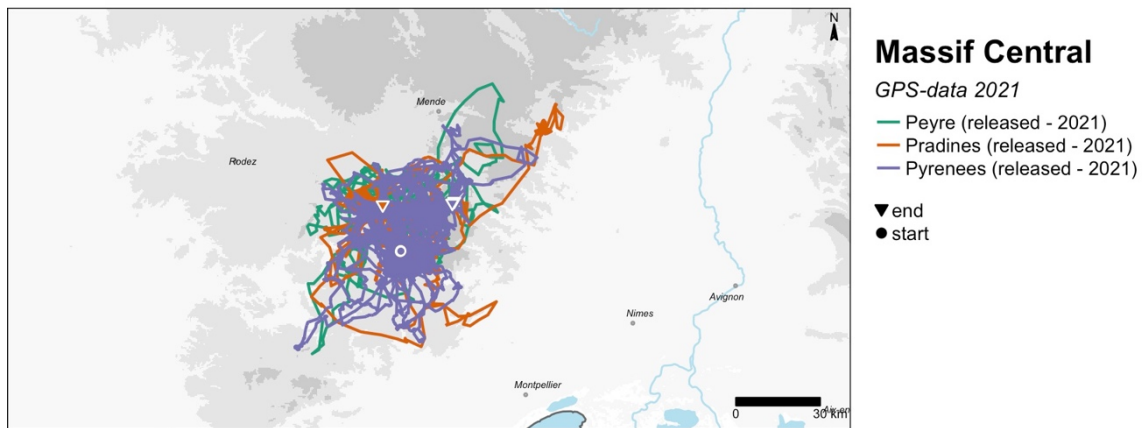 N
Mende
Rodez
Avignon
Nimes
Montpellier
0 30 km
Massif Central
GPS-data 2021
Peyre (released - 2021)
Pradines (released - 2021)
Pyrenees (released - 2021)
end
start